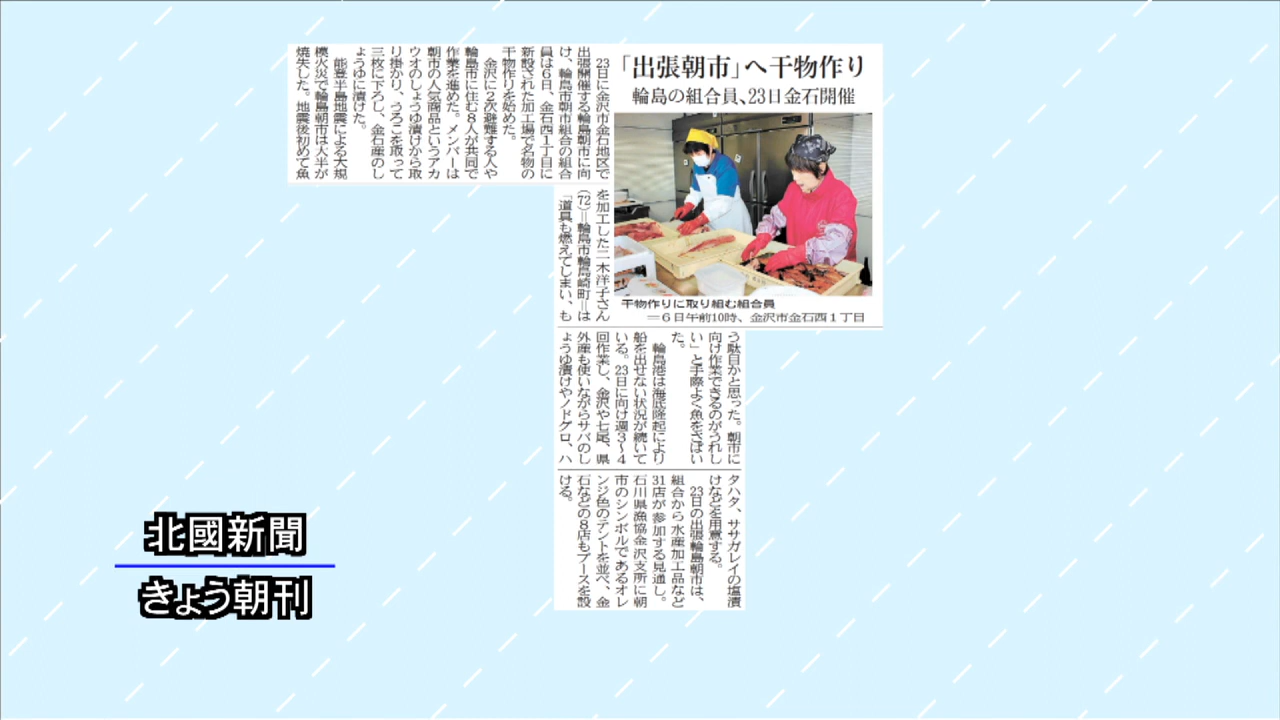 「出張朝市」へ干物作り
輪島の組合員、23日金石開催
23日に金沢市金石地区で
出張開催する輪島朝市に向
け、輪島市朝市組合の組合
員は6日、金石西1丁目に
新設された加工場で名物の
干物作りを始めた。
金沢に2次避難する人や
輪島市に住む8人が共同で
作業を進めた。メンバーは
朝市の人気商品というアカ
ウオのしょうゆ漬けから取
り掛かり、うろこを取って
三枚に下ろし、金石産のし
ょうゆに漬けた。
能登半島地震による大規
模火災で輪島朝市は大半が
焼失した。地震後初めて魚
を加工した二木洋子さん
(72)=輪島市輪島崎町=は
「道具も燃えてしまい、も
干物作りに取り組む組合員
=6日午前10時、金沢市金石西1丁目
う駄目かと思った。朝市に
向け作業できるのがうれし
い」と手際よく魚をさばい
た。
輪島港は海底隆起により
船を出せない状況が続いて
いる。23日に向け週3〜4
回作業し、金沢や七尾、県
外産も使いながらサバのし
ょうゆ漬けやノドグロ、ハ
タハタ、ササガレイの塩漬
けなどを用意する。
23日の出張輪島朝市は、
組合から水産加工品など
31店が参加する見通し。
石川県漁協金沢支所に朝
市のシンボルであるオレ
ンジ色のテントを並べ、金
石などの8店もブースを設
ける。
北國新聞
きょう朝刊